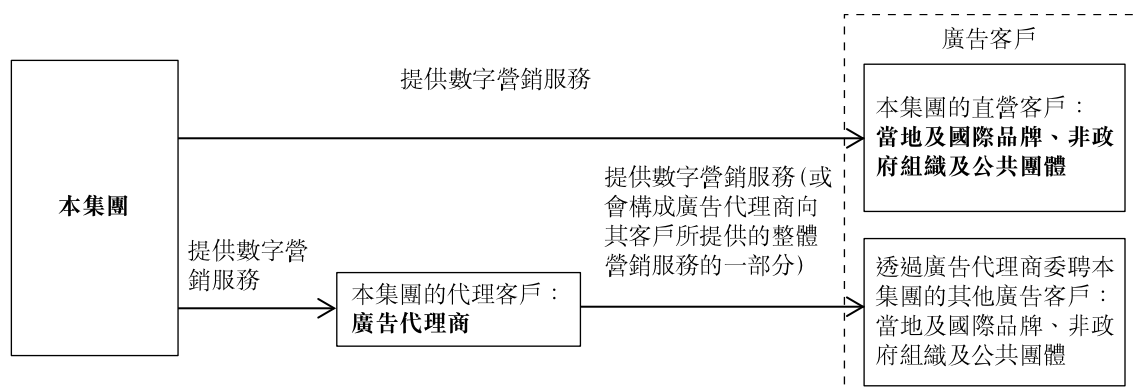 廣告客戶
提供數字營銷服務
本集團的直營客戶：
當地及國際品牌、非政
府組織及公共團體
本集團
提供數字營銷服務(或
會構成廣告代理商向
其客戶所提供的整體
營銷服務的一部分)
提供數字營
銷服務
本集團的代理客戶：
廣告代理商
透過廣告代理商委聘本
集團的其他廣告客戶：
當地及國際品牌、非政
府組織及公共團體